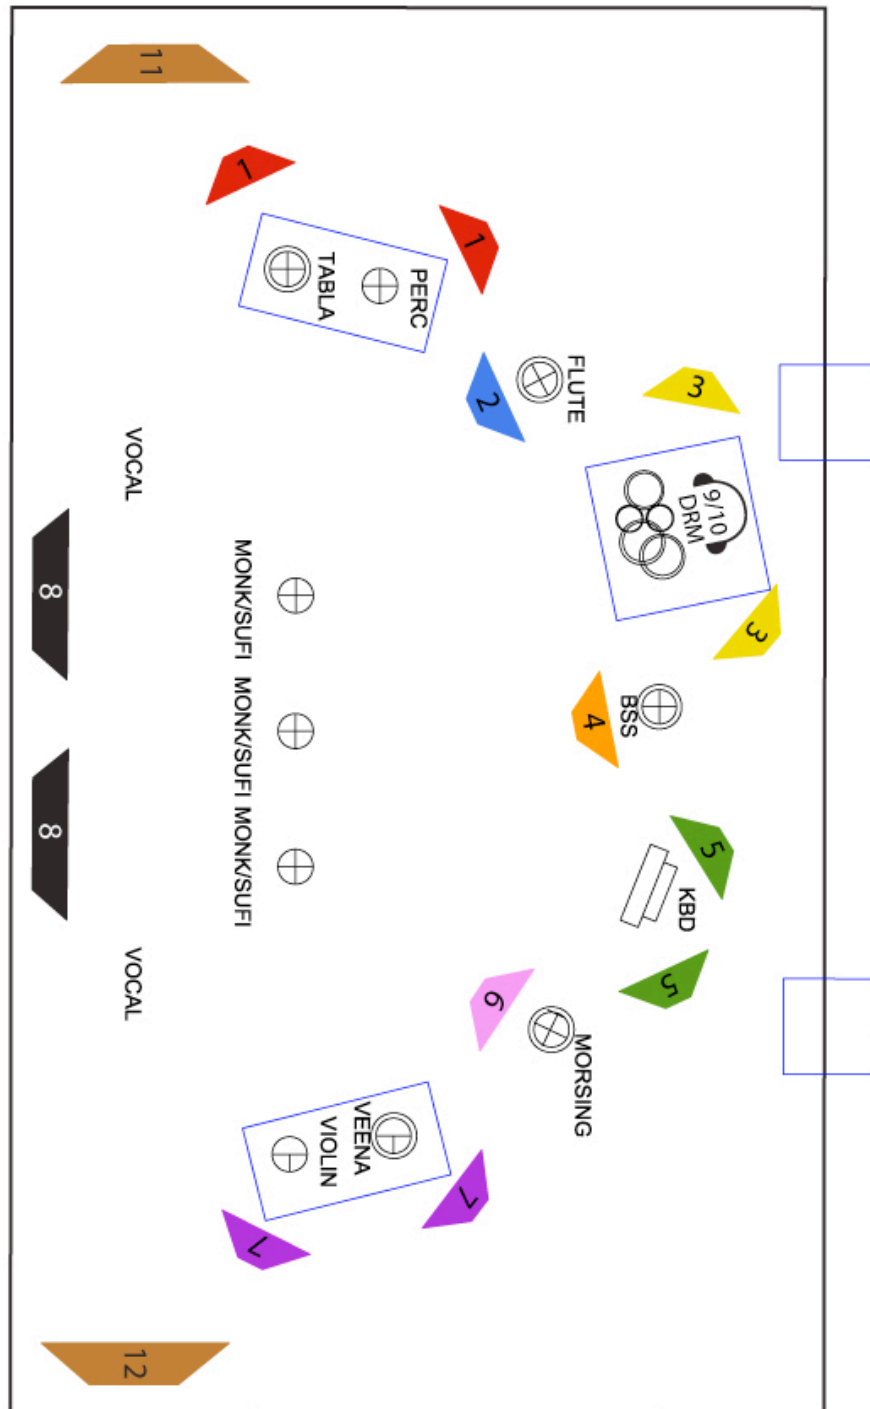 3
9/10
DRM
3
5
KBD
5
BSS
4
FLUTE
2
MORSING
6
1
PERC
TABLA
1
7
VEENA
VIOLIN
7
MONK/SUFI
MONK/SUFI
MONK/SUFI
11
VOCAL
VOCAL
12
8
8